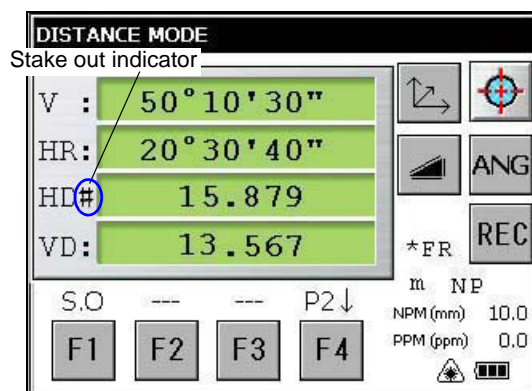 DISTANCE MODE
Stake out indicator
V : 50°10'30"
HR: 20°30'40"
HD# 15.879
VD: 13.567
ANG
REC
*FR
m NP
NPM (mm) 10.0
PPM (ppm) 0.0
S.O --- --- P2↓
F1 F2 F3 F4